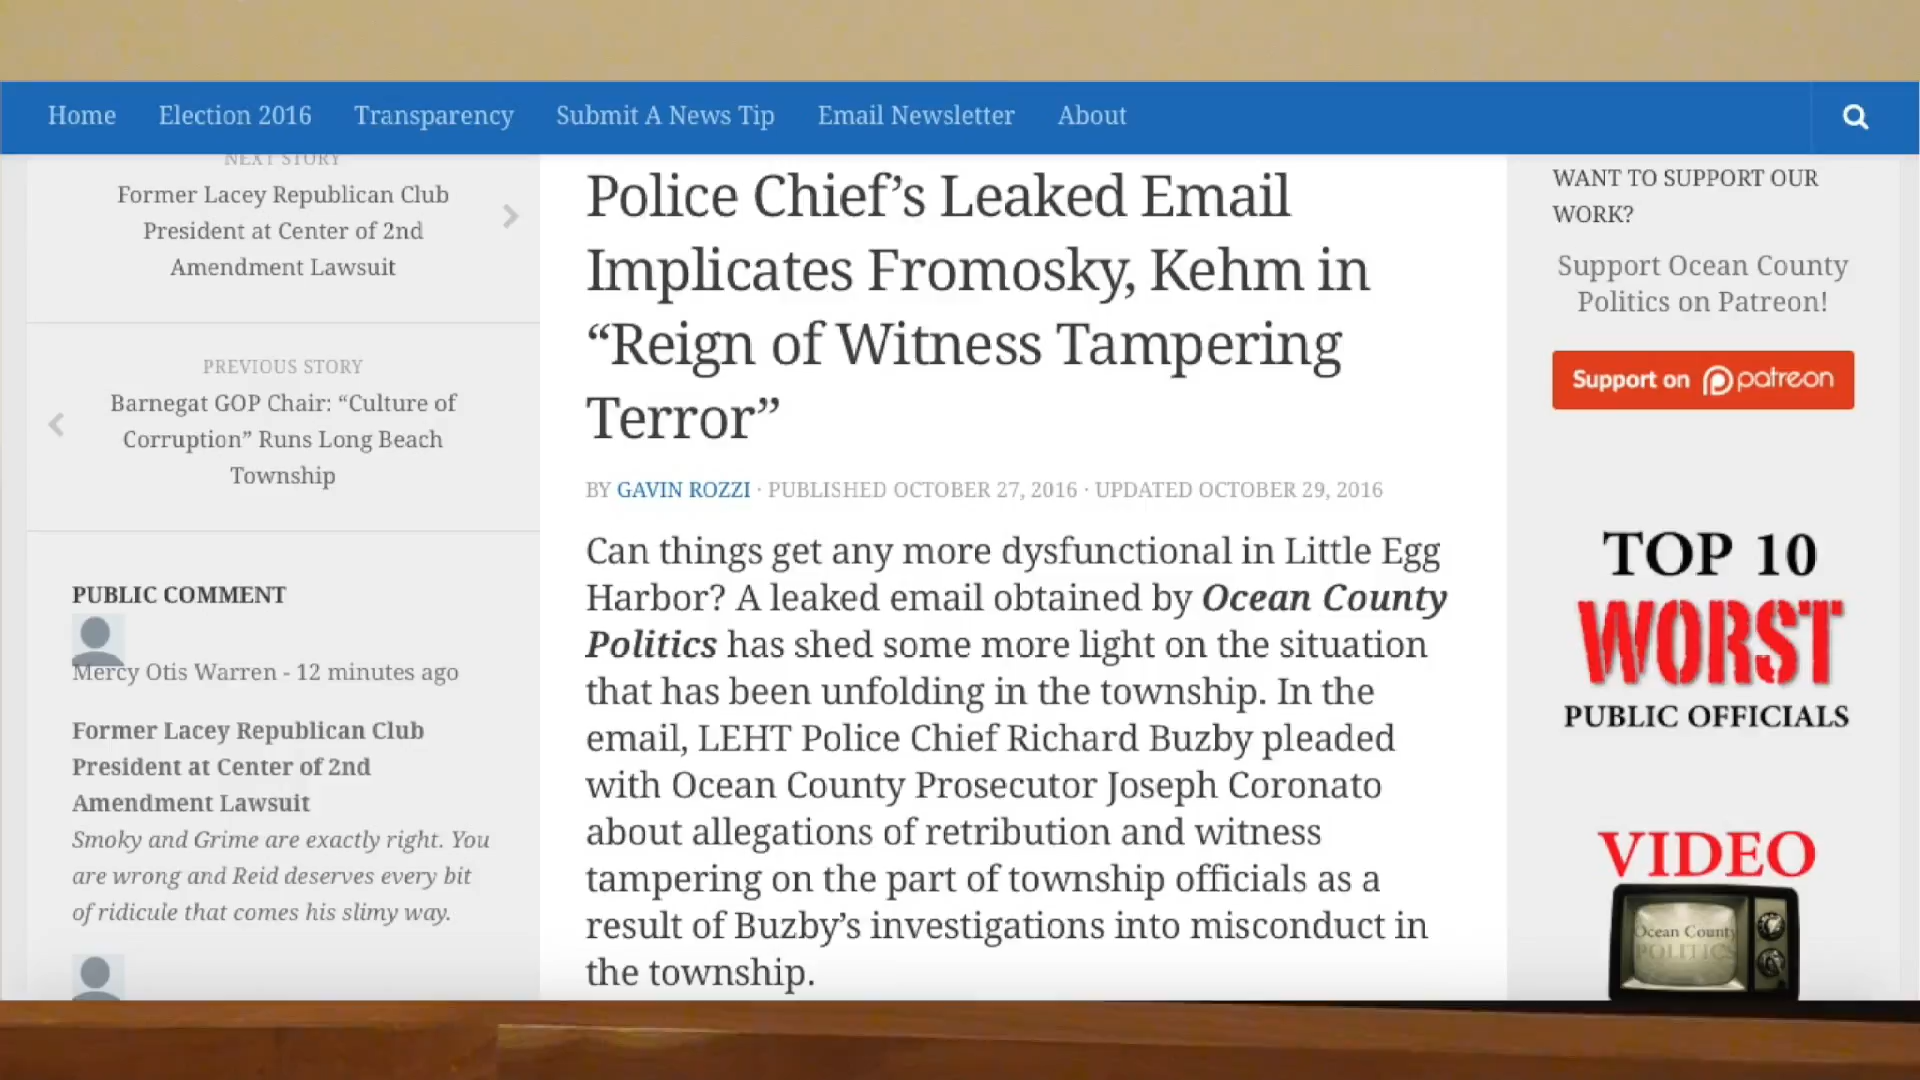 Home Election 2016 Transparency Submit A News Tip Email Newsletter About
NEXT STORY
Former Lacey Republican Club
President at Center of 2nd
Amendment Lawsuit
PREVIOUS STORY
Barnegat GOP Chair: “Culture of
Corruption” Runs Long Beach
Township
PUBLIC COMMENT
Mercy Otis Warren - 12 minutes ago
Former Lacey Republican Club
President at Center of 2nd
Amendment Lawsuit
Smoky and Grime are exactly right. You
are wrong and Reid deserves every bit
of ridicule that comes his slimy way.
Police Chief’s Leaked Email
Implicates Fromosky, Kehm in
“Reign of Witness Tampering
Terror”
BY GAVIN ROZZI · PUBLISHED OCTOBER 27, 2016 · UPDATED OCTOBER 29, 2016
Can things get any more dysfunctional in Little Egg
Harbor? A leaked email obtained by Ocean County
Politics has shed some more light on the situation
that has been unfolding in the township. In the
email, LEHT Police Chief Richard Buzby pleaded
with Ocean County Prosecutor Joseph Coronato
about allegations of retribution and witness
tampering on the part of township officials as a
result of Buzby’s investigations into misconduct in
the township.
WANT TO SUPPORT OUR
WORK?
Support Ocean County
Politics on Patreon!
Support on patreon
TOP 10
WORST
PUBLIC OFFICIALS
VIDEO
Ocean County
POLITICS